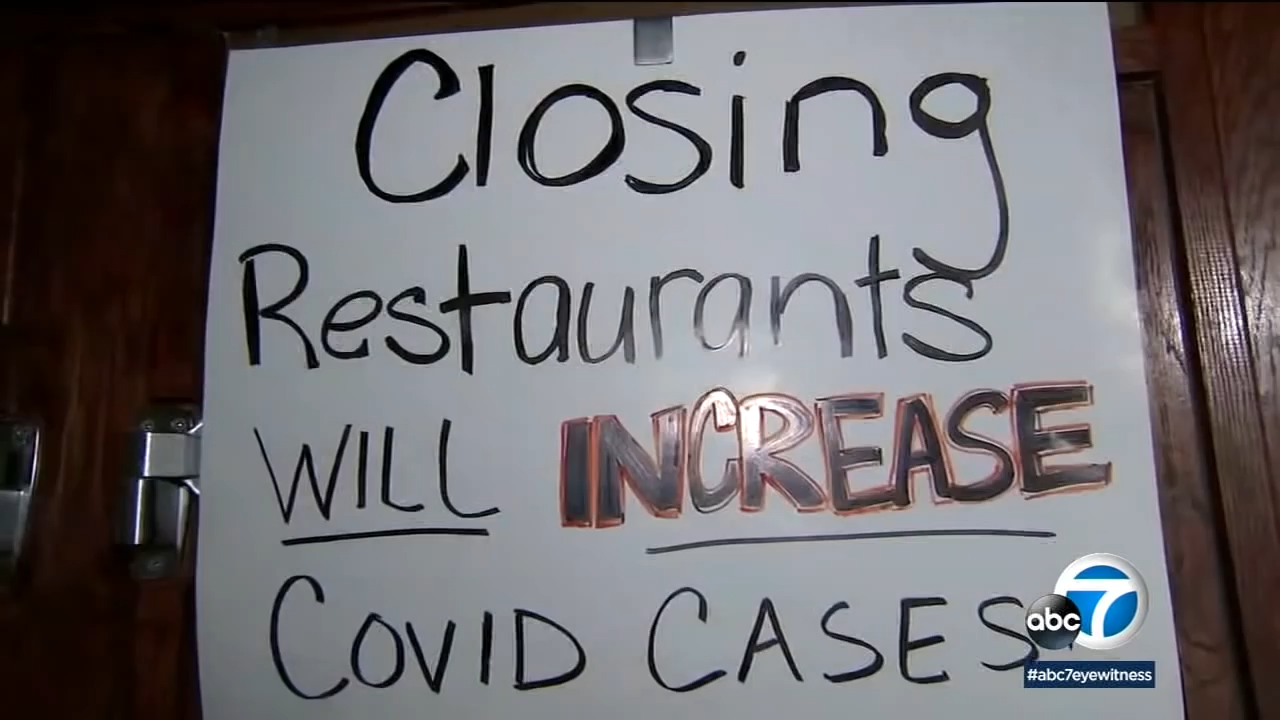 Closing
Restaurants
WILL INCREASE
COVID CASES
abc 7
#abc7eyewitness